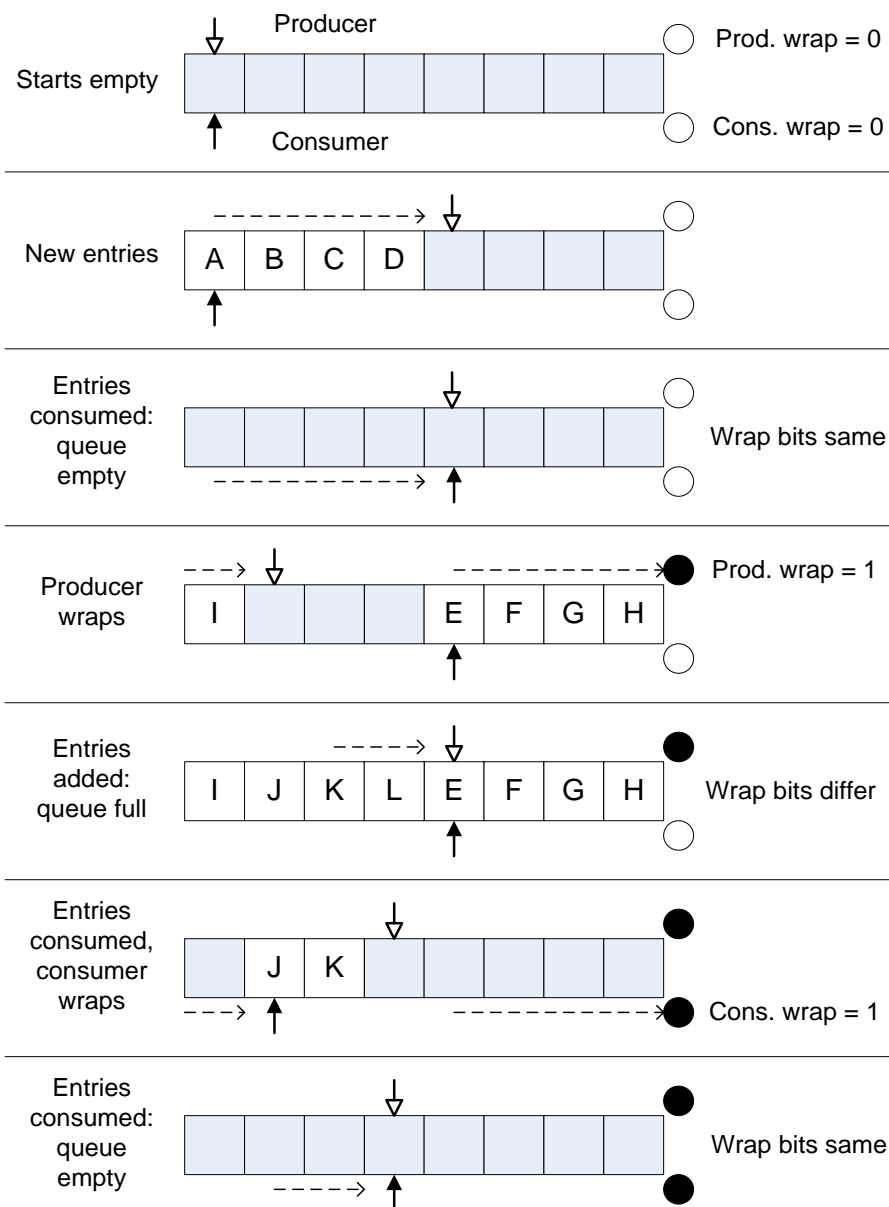 Producer
Prod. wrap = 0
Starts empty
Cons. wrap = 0
Consumer
New entries
A B C D
Entries
consumed:
queue
empty
Wrap bits same
Producer
wraps
Prod. wrap = 1
I E F G H
Entries
added:
queue full
I J K L E F G H
Wrap bits differ
Entries
consumed,
consumer
wraps
J K
Cons. wrap = 1
Entries
consumed:
queue
empty
Wrap bits same